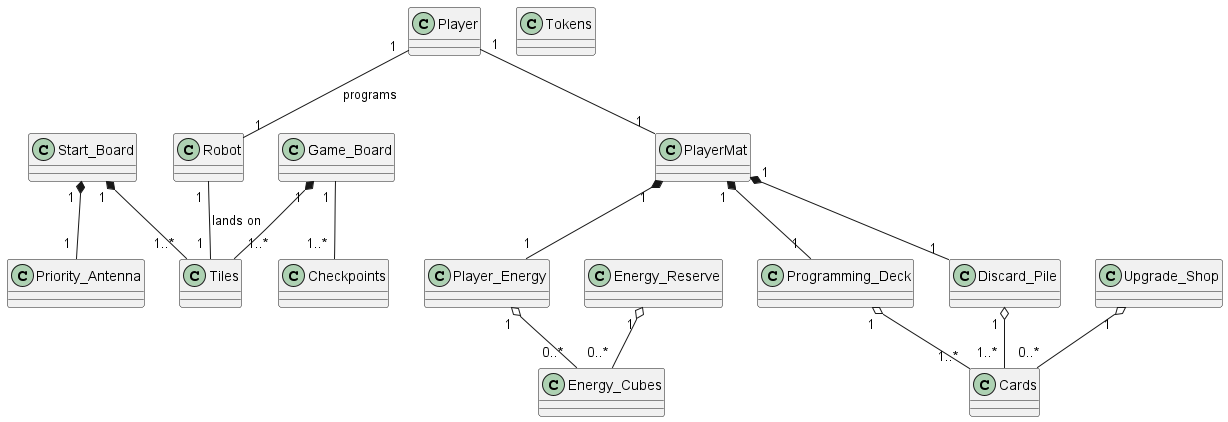 C Player
C Tokens
1
1
programs
1
1
C Start_Board
C Robot
C Game_Board
C PlayerMat
1
1
1
1
1
1
1
1
lands on
1
1..*
1
1..*
1..*
1
1
1
C Priority_Antenna
C Tiles
C Checkpoints
C Player_Energy
C Energy_Reserve
C Programming_Deck
C Discard_Pile
C Upgrade_Shop
1
1
1
1
1
0..*
0..*
1..*
1..*
0..*
C Energy_Cubes
C Cards